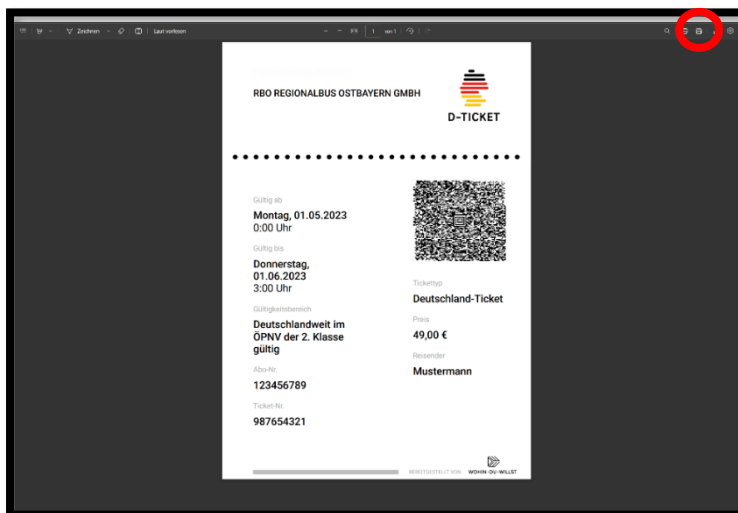 Zeichnen
Laut vorlesen
1 von 1
RBO REGIONALBUS OSTBAYERN GMBH
D-TICKET
Gültig ab
Montag, 01.05.2023
0:00 Uhr
Gültig bis
Donnerstag,
01.06.2023
3:00 Uhr
Gültigkeitsbereich
Deutschlandweit im
ÖPNV der 2. Klasse
gültig
Abo-Nr.
123456789
Ticket-Nr.
987654321
Tickettyp
Deutschland-Ticket
Preis
49,00 €
Reisender
Mustermann
BEREITGESTELLT VON
WOHIN·DU·WILLST